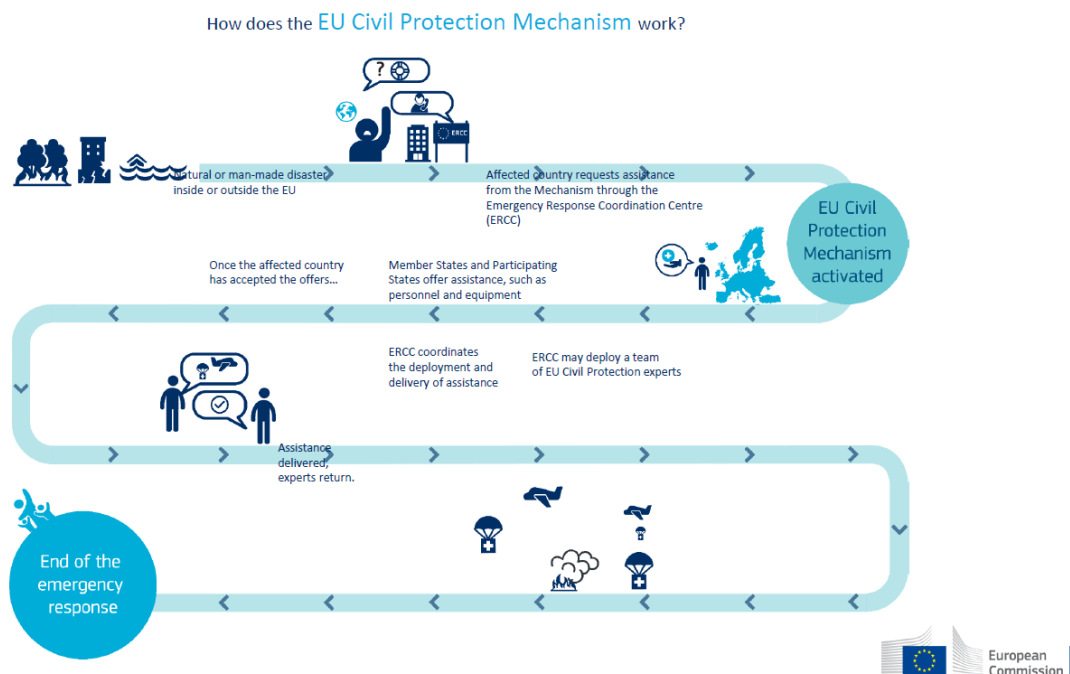 How does the EU Civil Protection Mechanism work?
?
ERCC
Natural or man-made disaster
inside or outside the EU
Affected country requests assistance
from the Mechanism through the
Emergency Response Coordination Centre
(ERCC)
EU Civil
Protection
Mechanism
activated
Member States and Participating
States offer assistance, such as
personnel and equipment
Once the affected country
has accepted the offers...
ERCC coordinates
the deployment and
delivery of assistance
ERCC may deploy a team
of EU Civil Protection experts
Assistance
delivered,
experts return.
End of the
emergency
response
European
Commission